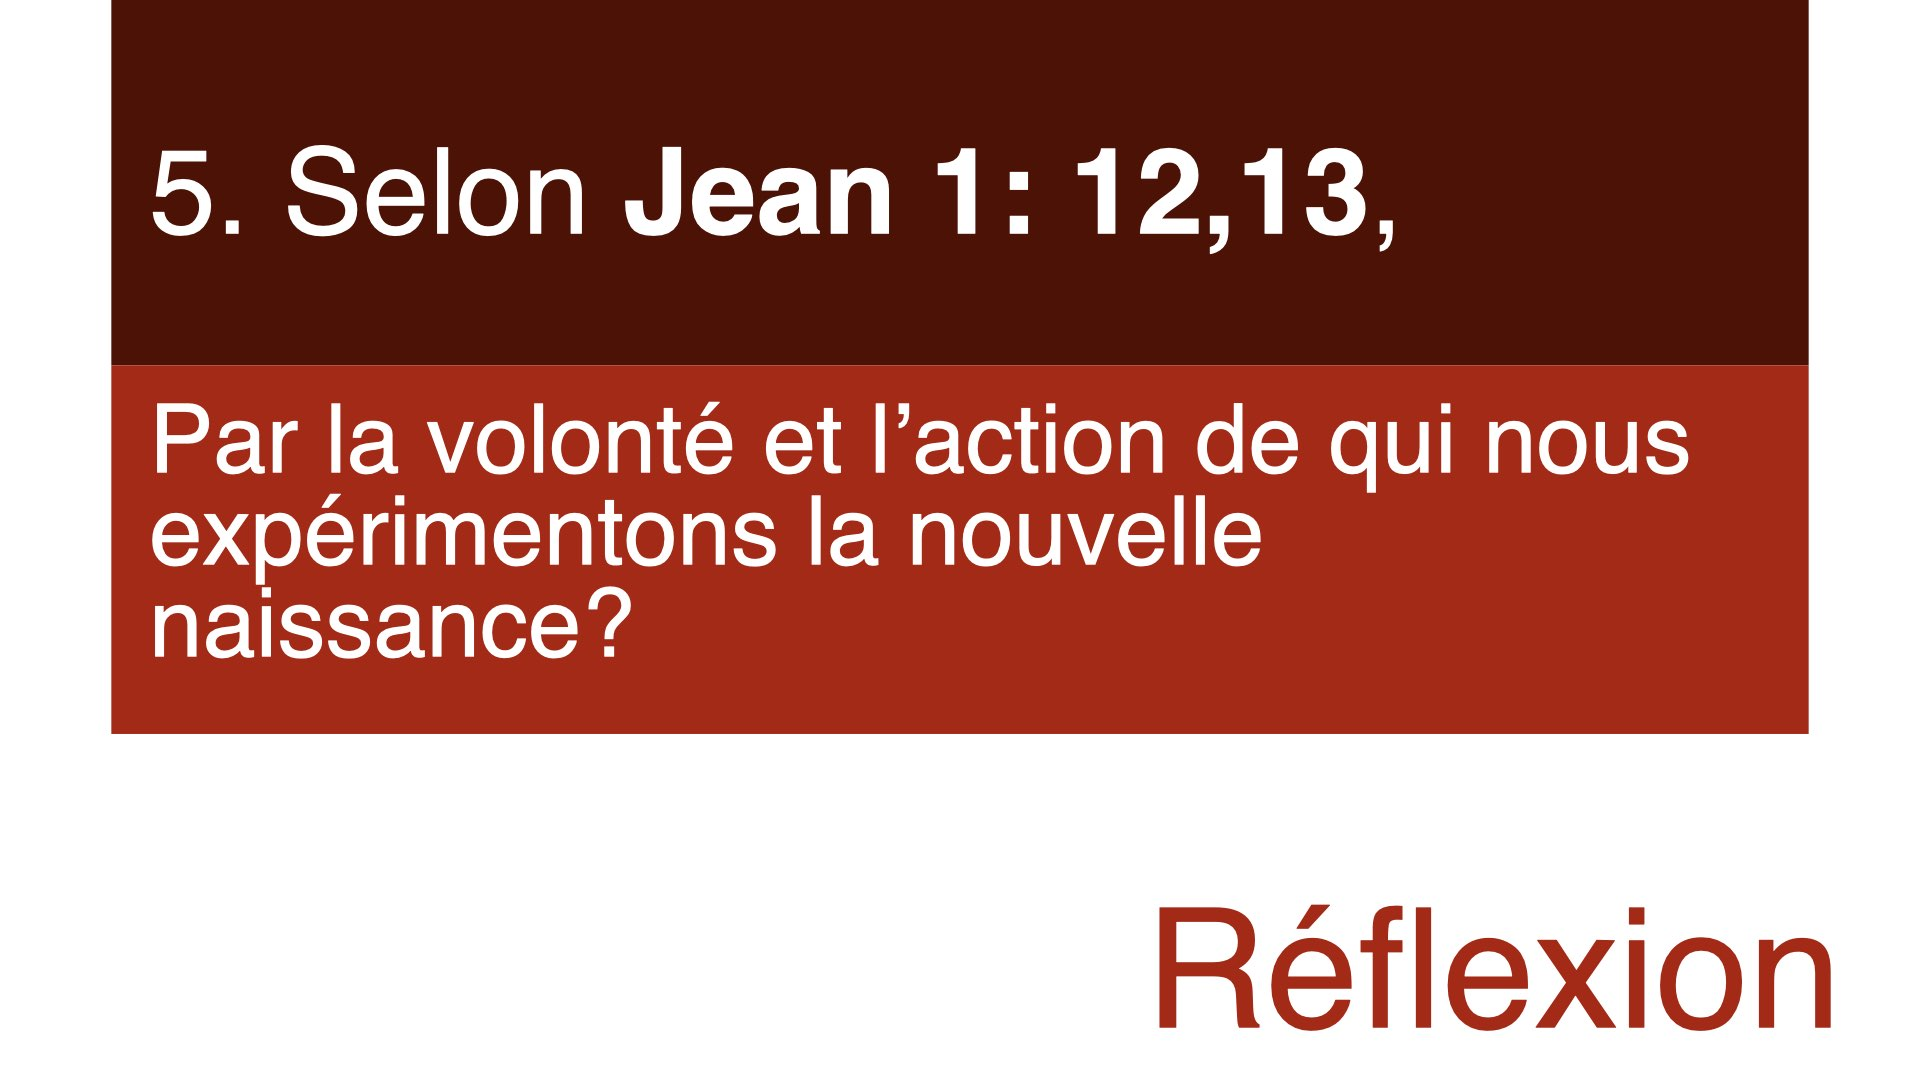 5. Selon Jean 1: 12,13,
Par la volonté et l’action de qui nous
expérimentons la nouvelle
naissance?
Réflexion